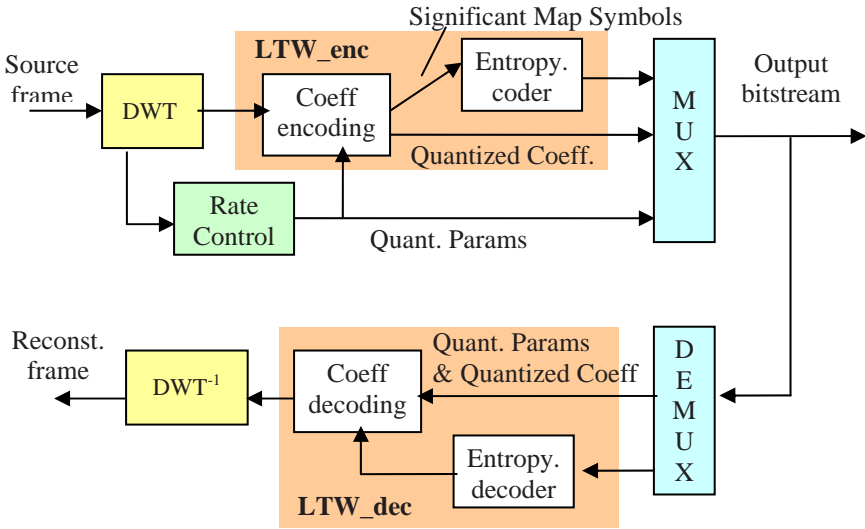 Significant Map Symbols
LTW_enc
Source
frame
DWT
Coeff
encoding
Entropy.
coder
M
U
X
Output
bitstream
Quantized Coeff.
Rate
Control
Quant. Params
Reconst.
frame
DWT-1
Coeff
decoding
Quant. Params
& Quantized Coeff
D
E
M
U
X
Entropy.
decoder
LTW_dec